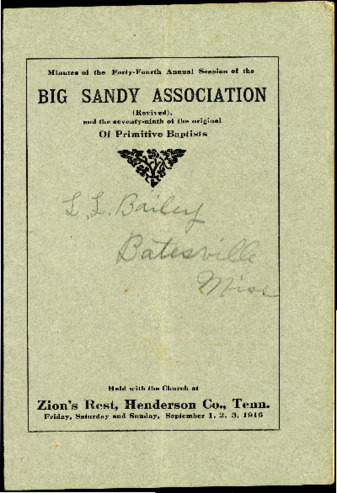 Minutes of the Forty-Fourth Annual Session of the
BIG SANDY ASSOCIATION
(Revived),
and the seventy-ninth of the original
Of Primitive Baptists
L. L. Bailey
Batesville
Miss
Held with the Church at
Zion's Rest, Henderson Co., Tenn.
Friday, Saturday and Sunday, September 1, 2, 3, 1916